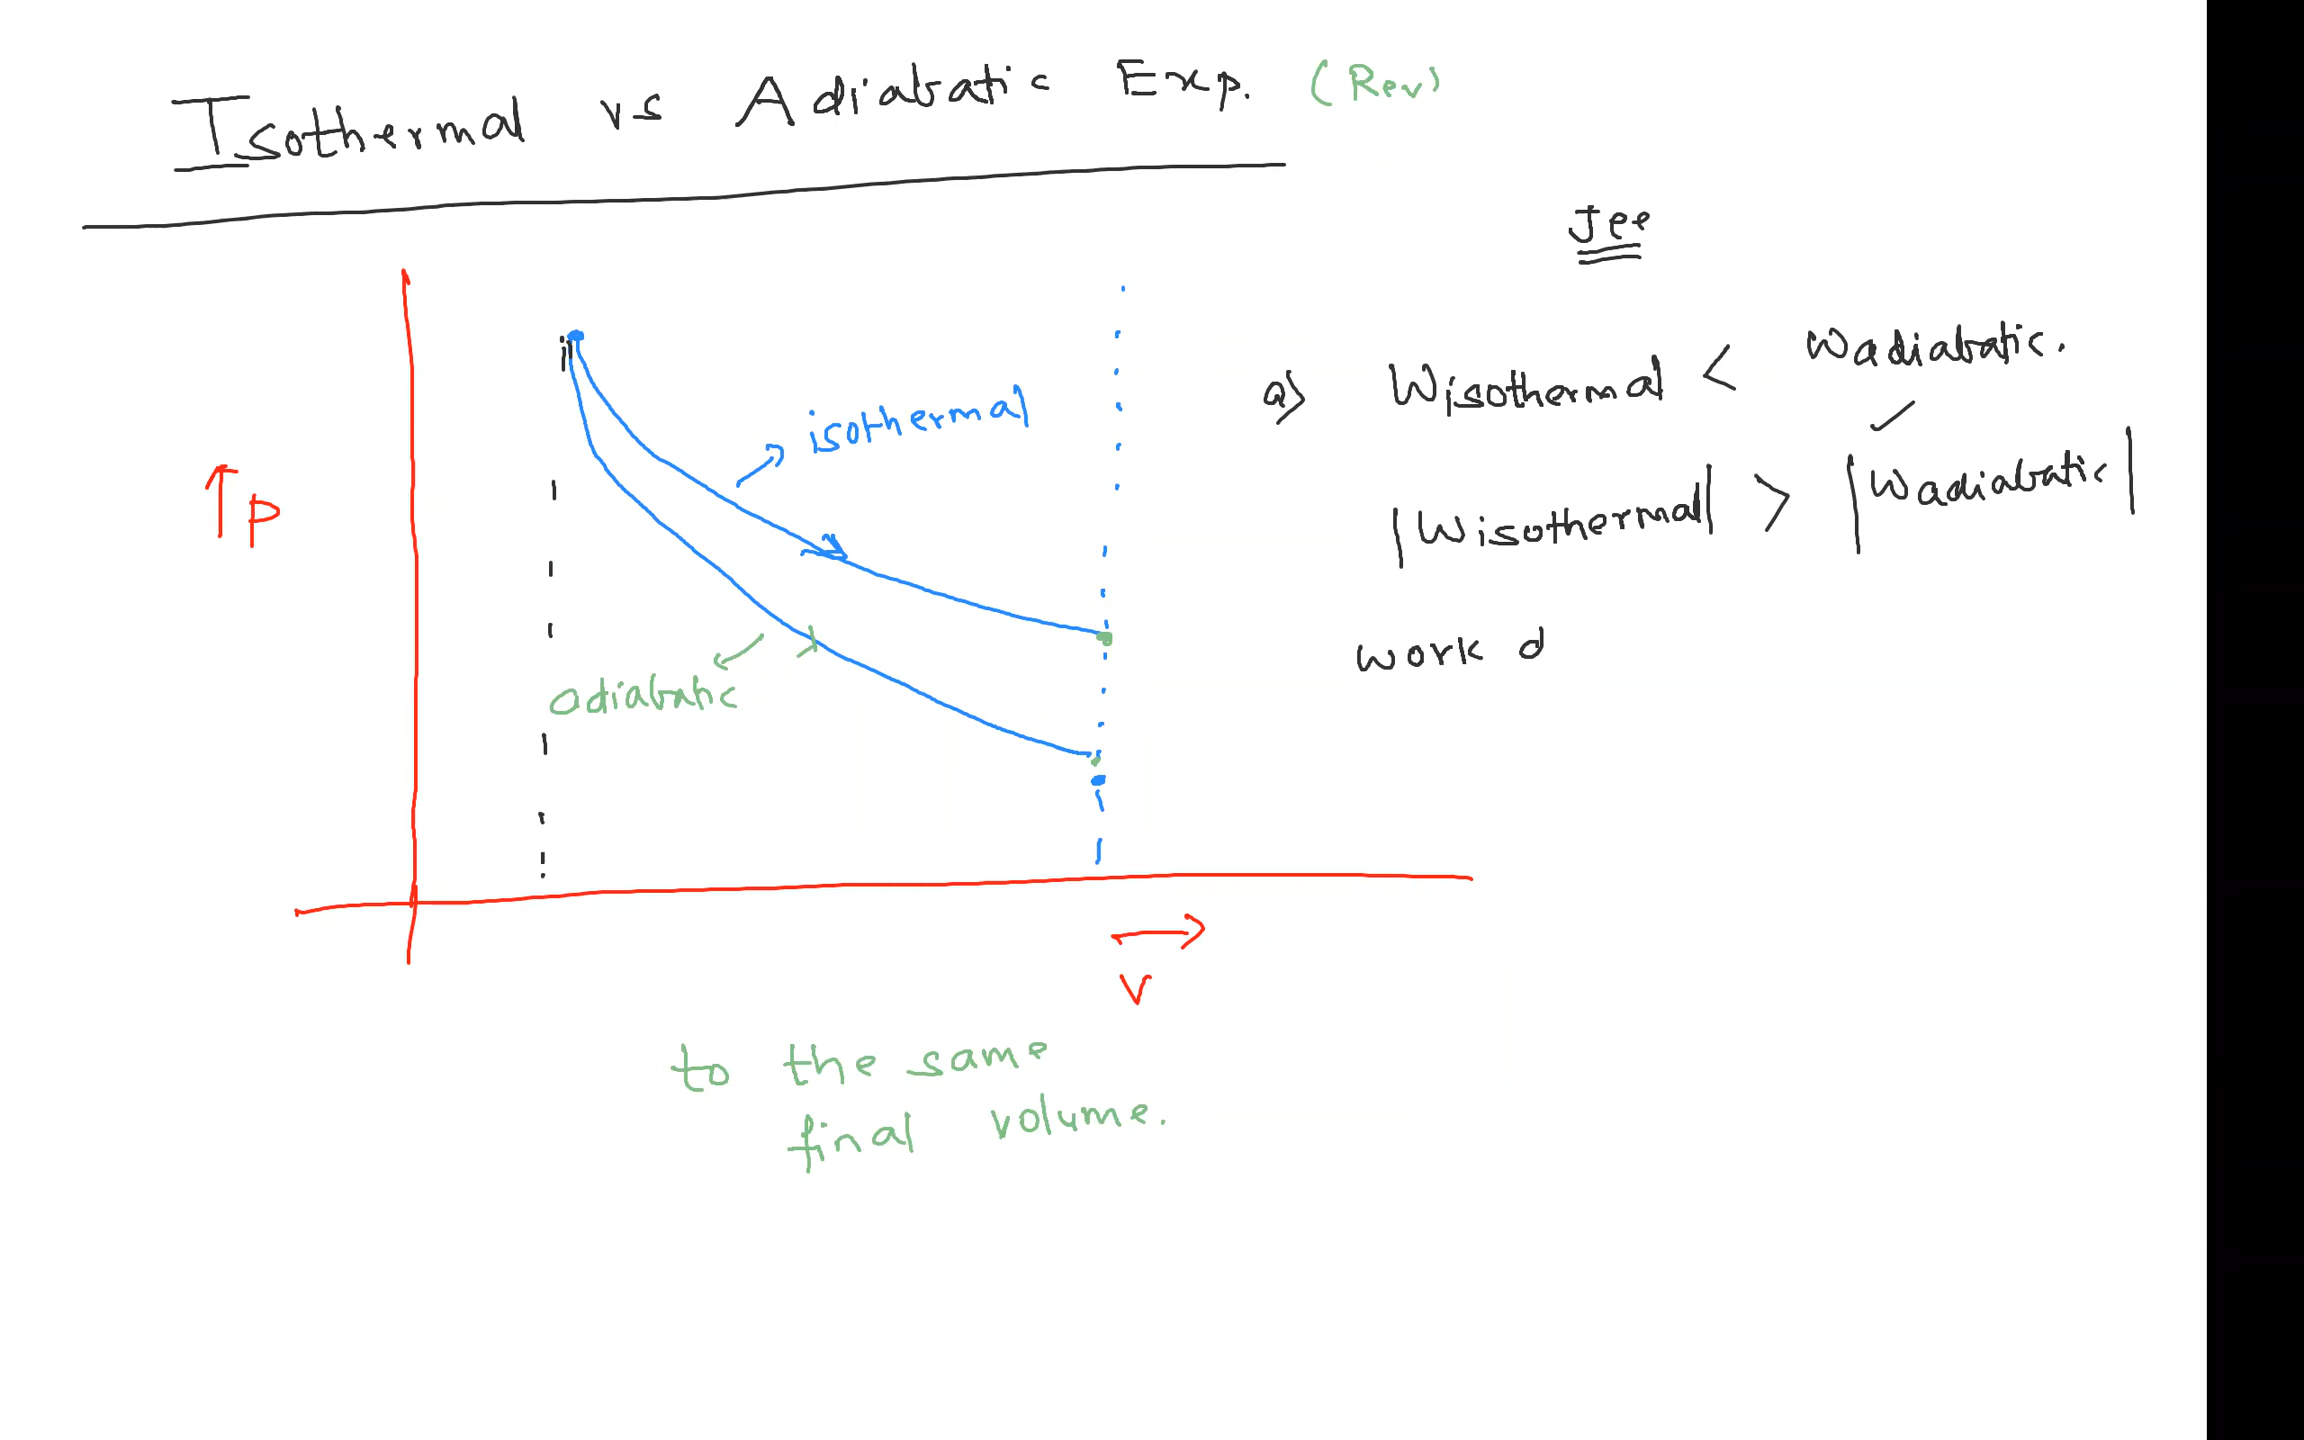 Isothermal vs Adiabatic Exp. (Rev)
Jee
a) Wisothermal < Wadiabatic.
|Wisothermal| > |Wadiabatic|
work d
i
isothermal
↑P
adiabatic
V
to the same
final volume.